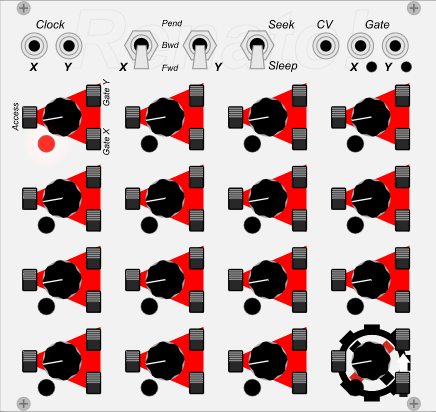 Clock Pend Seek CV Gate
Bwd
X Y X Fwd Y Sleep X Y
Access
Gate Y
Gate X